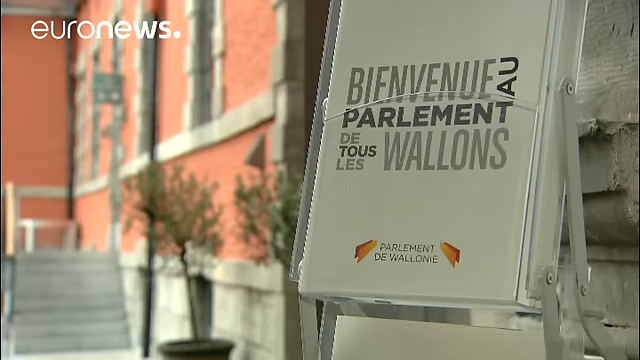 euronews.
BIENVENUE AU
PARLEMENT
DE TOUS LES WALLONS
PARLEMENT
DE WALLONIE